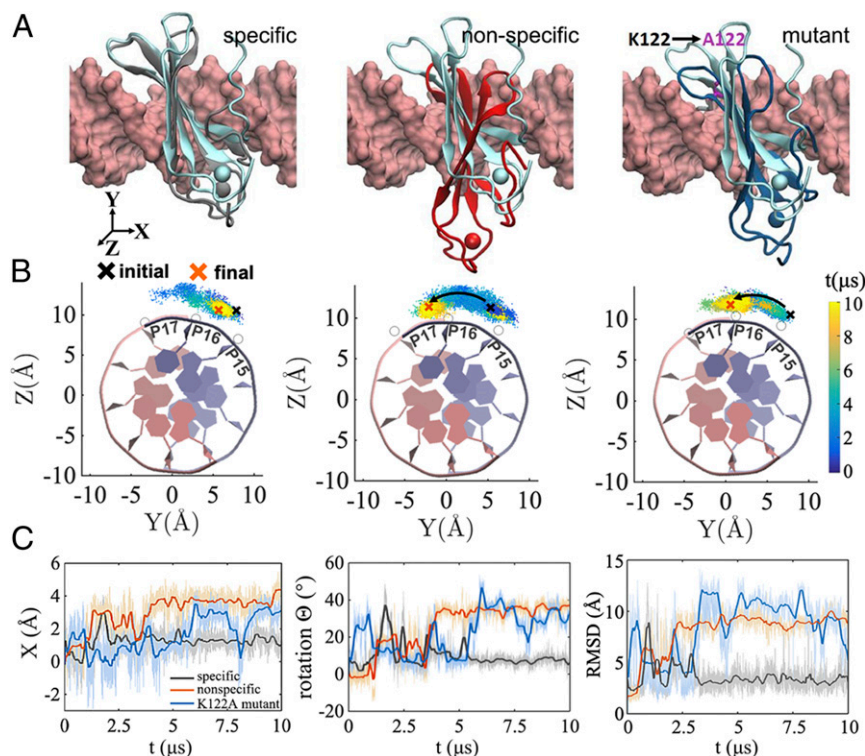 A
specific
non-specific
K122 A122 mutant
Y
Z X
B
initial final
t(μs)
10
8
6
4
2
0
Z(Å)
10
5
0
-5
-10
P17 P16 P15
-10 -5 0 5 10
Y(Å)
Z(Å)
10
5
0
-5
-10
P17 P16 P15
-10 -5 0 5 10
Y(Å)
Z(Å)
10
5
0
-5
-10
P17 P16 P15
-10 -5 0 5 10
Y(Å)
C
X (Å)
6
4
2
0
-2
specific
nonspecific
K122A mutant
0 2.5 5 7.5 10
t (μs)
rotation Θ (°)
60
40
20
0
-20
0 2.5 5 7.5 10
t (μs)
RMSD (Å)
15
10
5
0
0 2.5 5 7.5 10
t (μs)